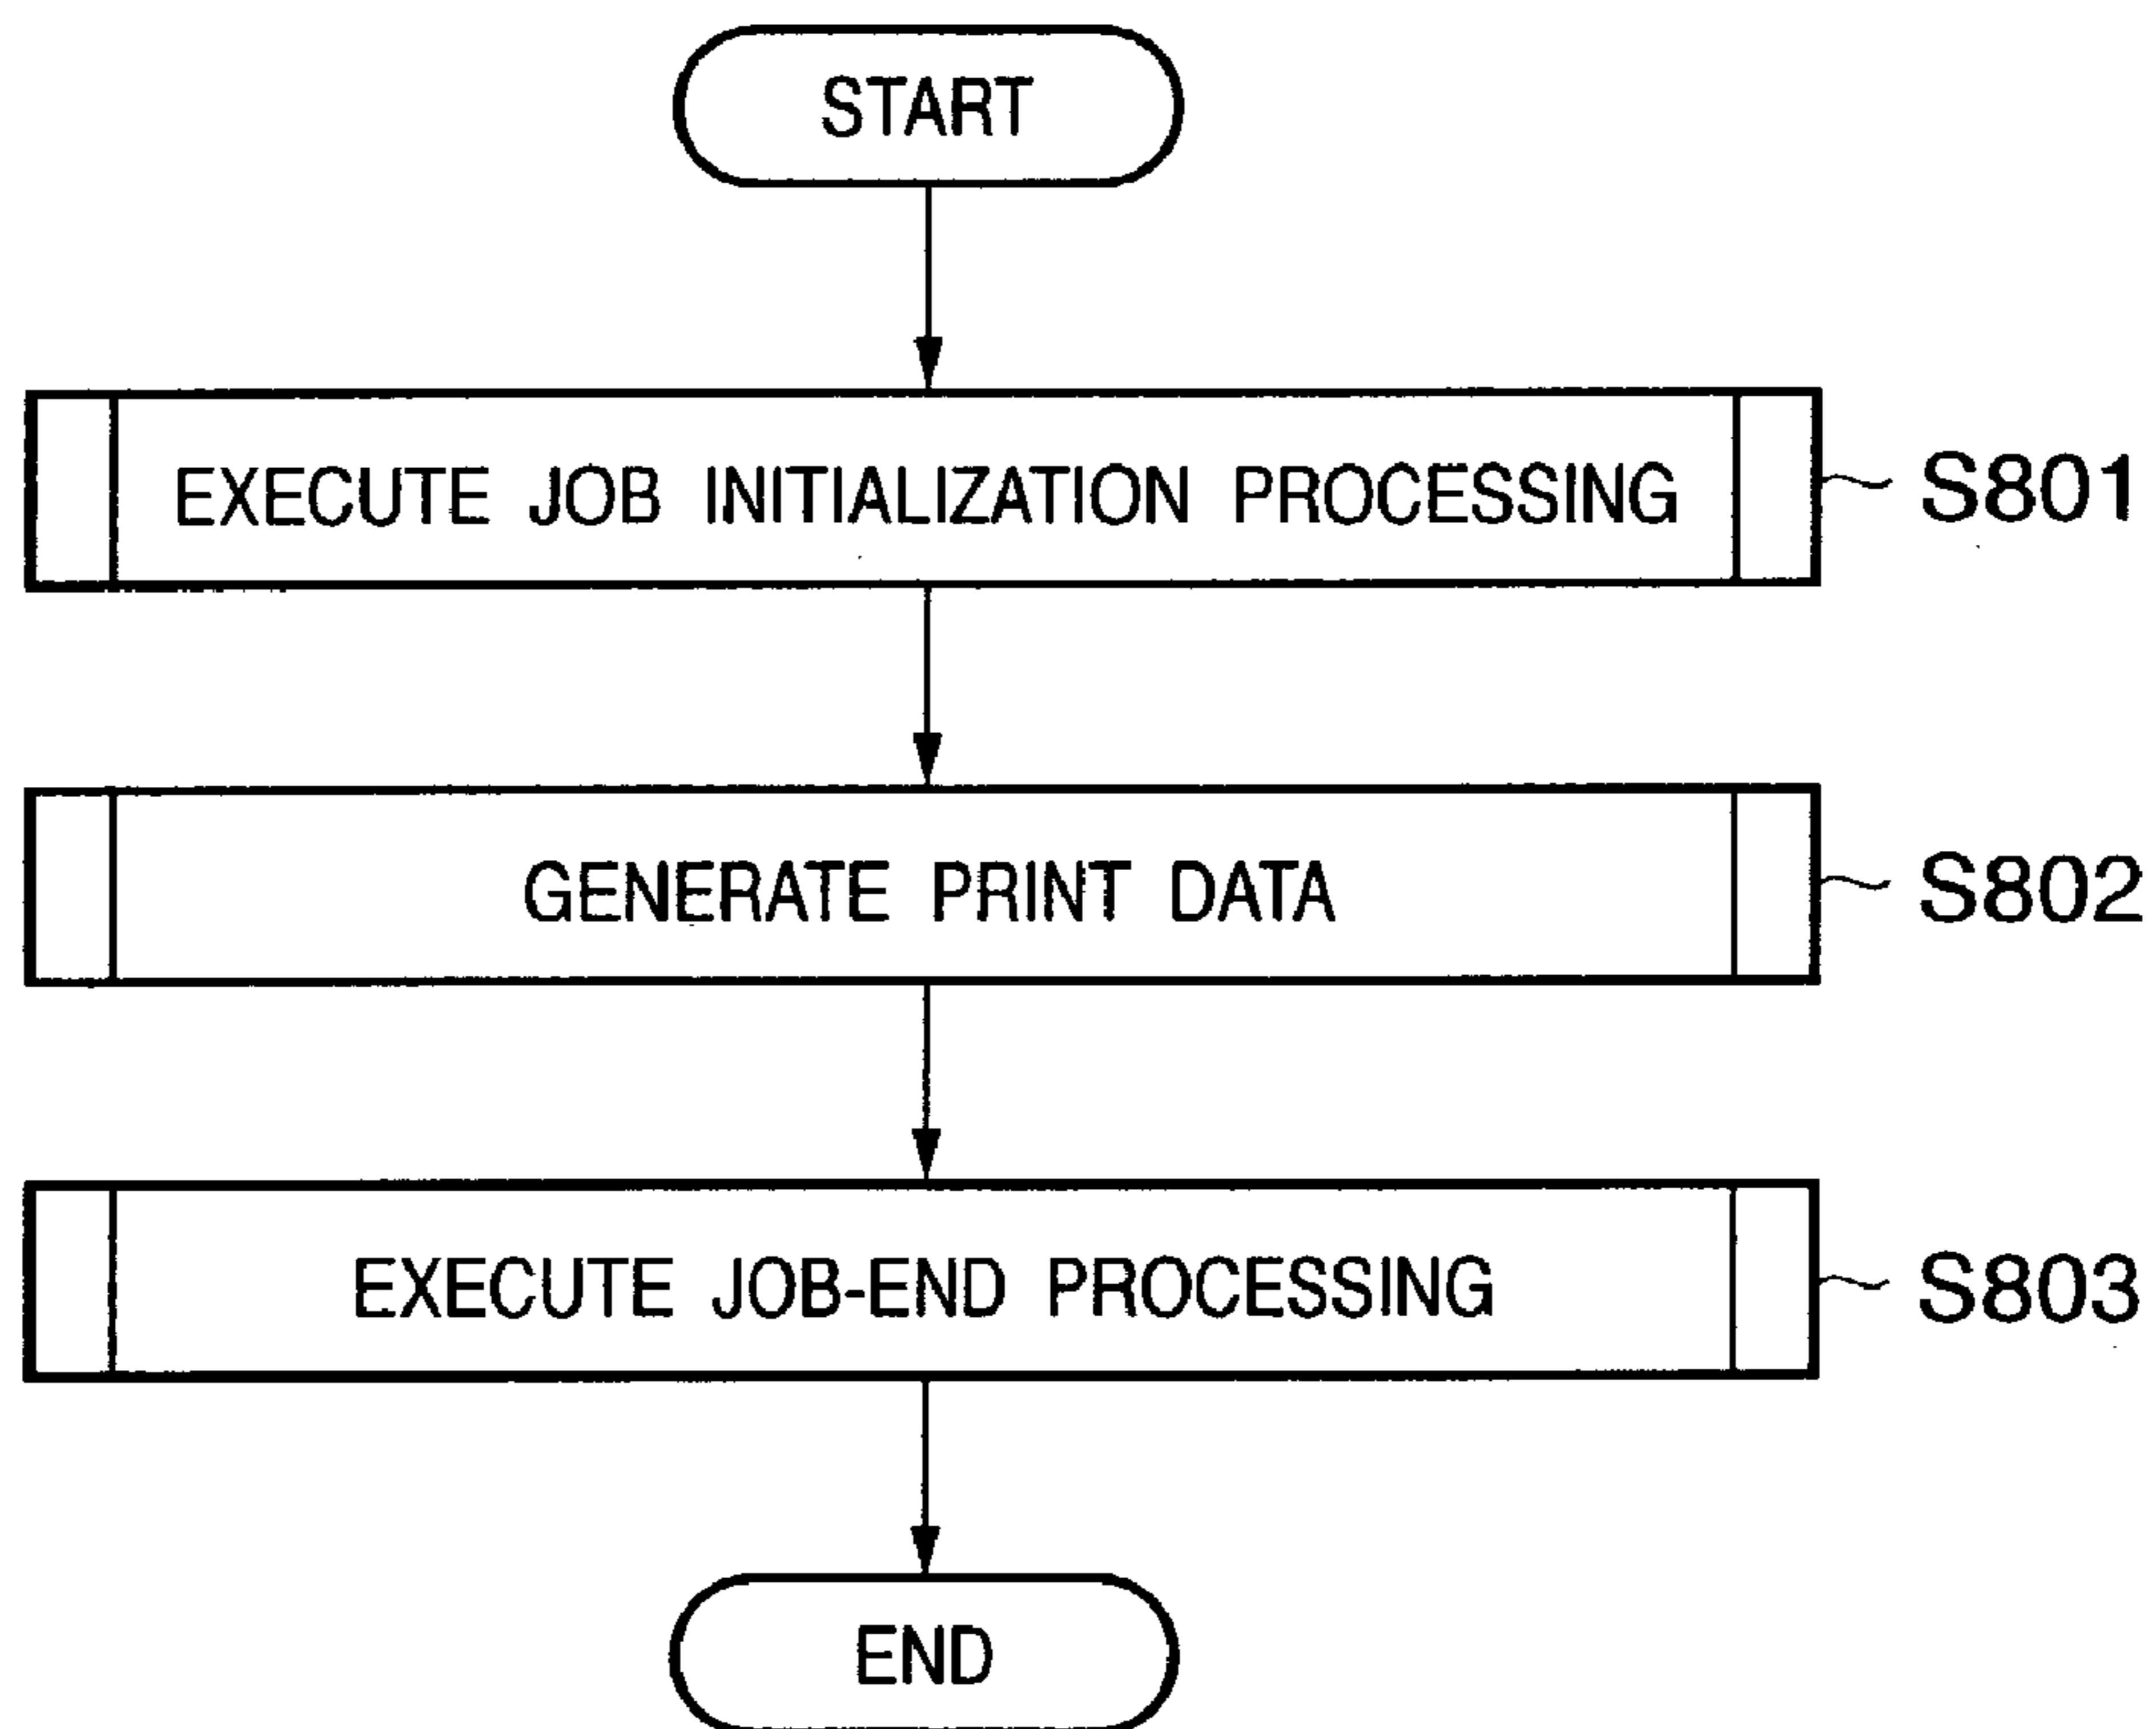 START
EXECUTE JOB INITIALIZATION PROCESSING S801
GENERATE PRINT DATA S802
EXECUTE JOB-END PROCESSING S803
END